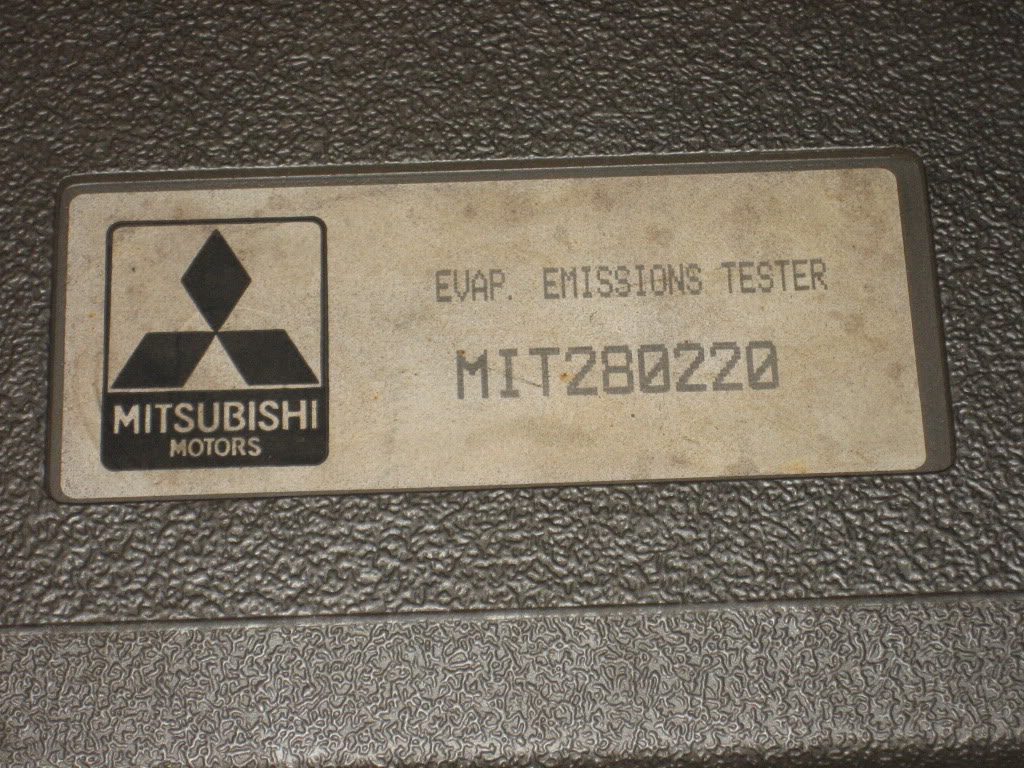 EVAP. EMISSIONS TESTER
MIT280220
MITSUBISHI
MOTORS